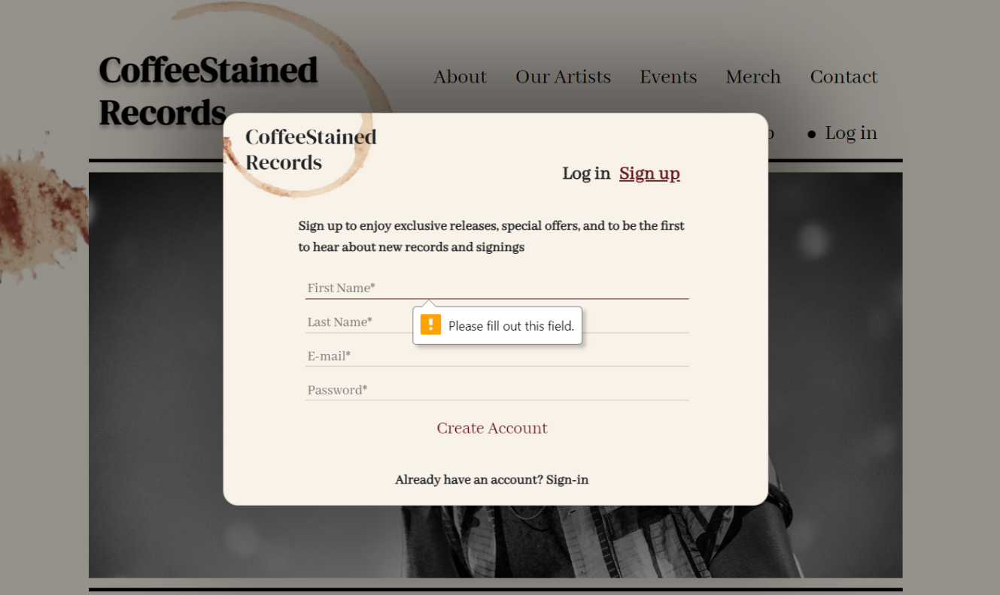 CoffeeStained
Records
About Our Artists Events Merch Contact
Log in
CoffeeStained
Records
Log in Sign up
Sign up to enjoy exclusive releases, special offers, and to be the first
to hear about new records and signings
First Name*
Please fill out this field.
Last Name*
E-mail*
Password*
Create Account
Already have an account? Sign-in